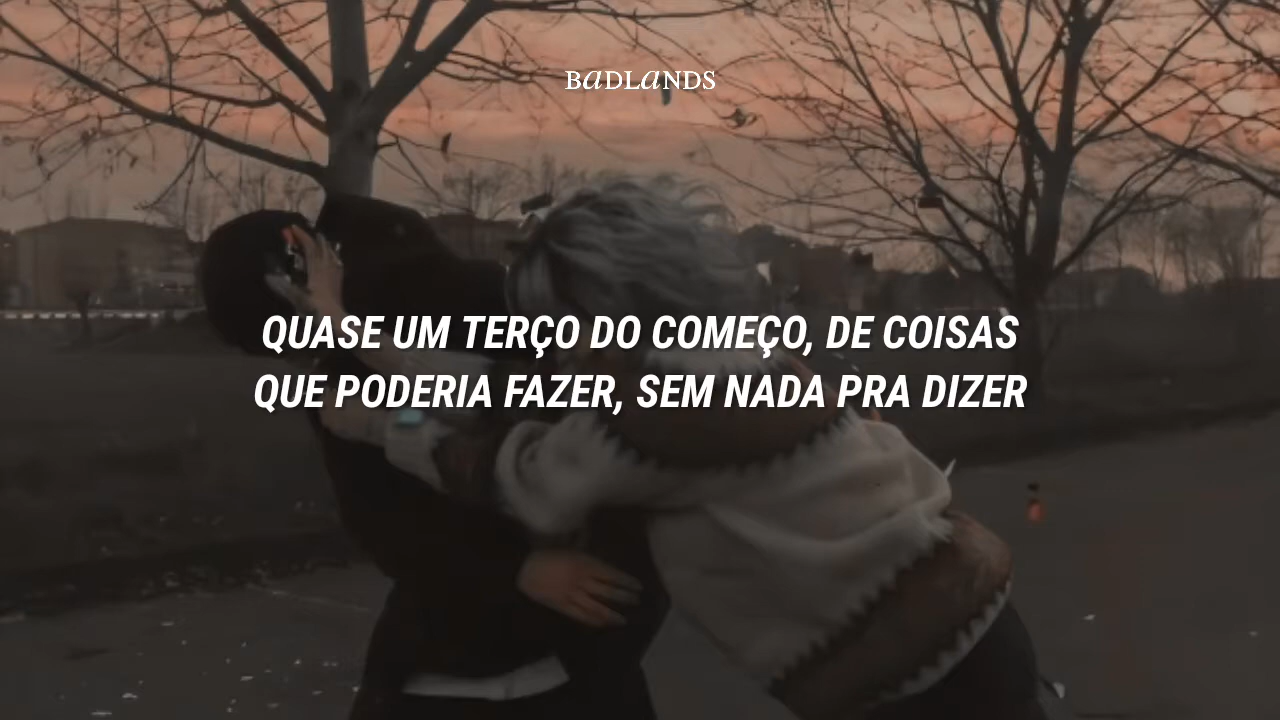 BADLANDS
QUASE UM TERÇO DO COMEÇO, DE COISAS
QUE PODERIA FAZER, SEM NADA PRA DIZER